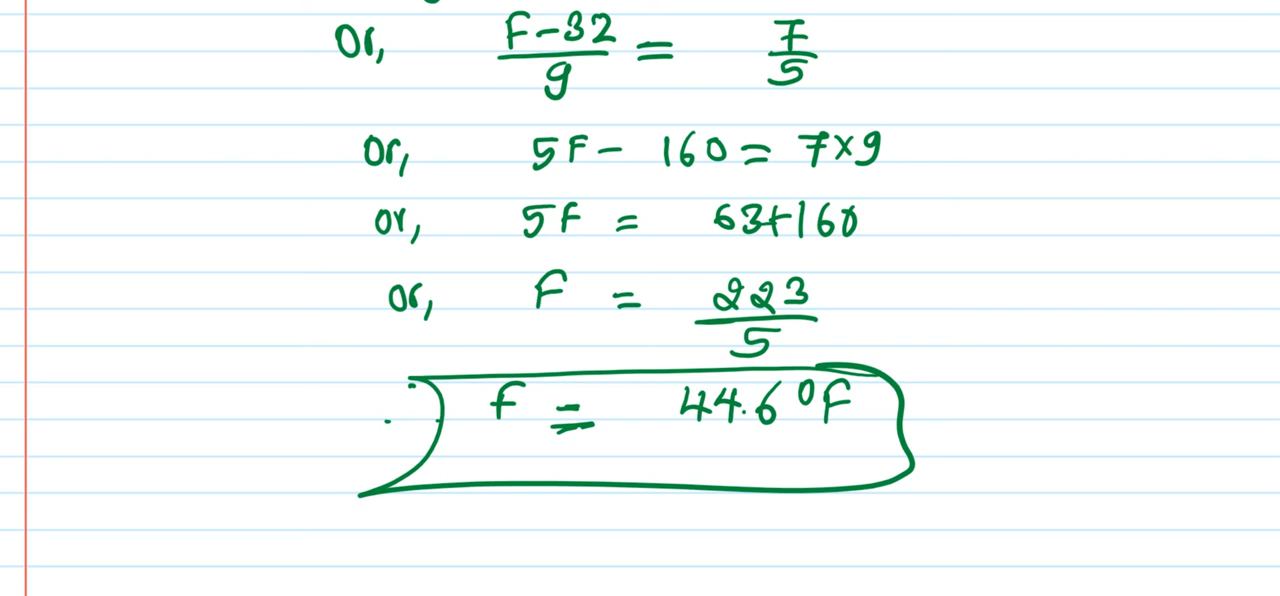 Or, F-32/9 = 7/5
Or, 5F - 160 = 7×9
or, 5F = 63+160
or, F = 223/5
F = 44.6°F